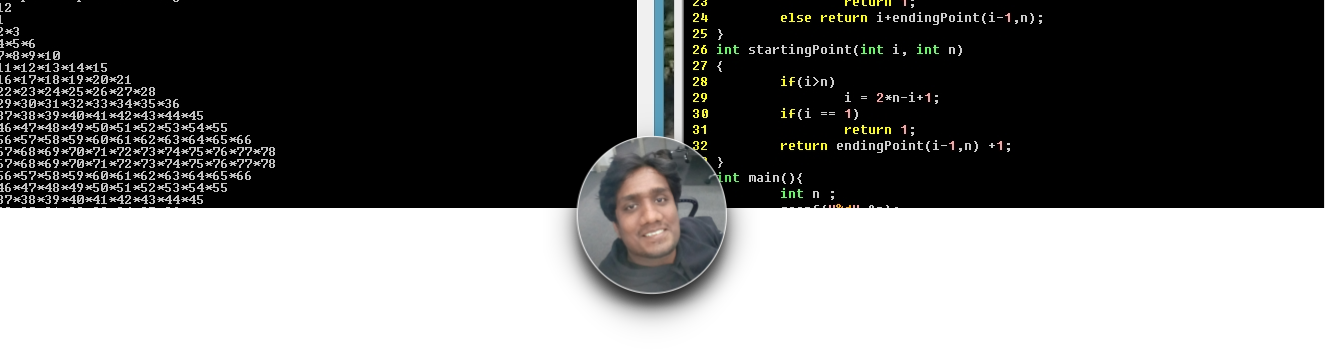 12
1
2*3
4*5*6
7*8*9*10
11*12*13*14*15
16*17*18*19*20*21
22*23*24*25*26*27*28
29*30*31*32*33*34*35*36
37*38*39*40*41*42*43*44*45
46*47*48*49*50*51*52*53*54*55
56*57*58*59*60*61*62*63*64*65*66
67*68*69*70*71*72*73*74*75*76*77*78
67*68*69*70*71*72*73*74*75*76*77*78
56*57*58*59*60*61*62*63*64*65*66
46*47*48*49*50*51*52*53*54*55
37*38*39*40*41*42*43*44*45
23 return 1;
24 else return i+endingPoint(i-1,n);
25 }
26 int startingPoint(int i, int n)
27 {
28 if(i>n)
29 i = 2*n-i+1;
30 if(i == 1)
31 return 1;
32 return endingPoint(i-1,n) +1;
}
int main(){
int n ;